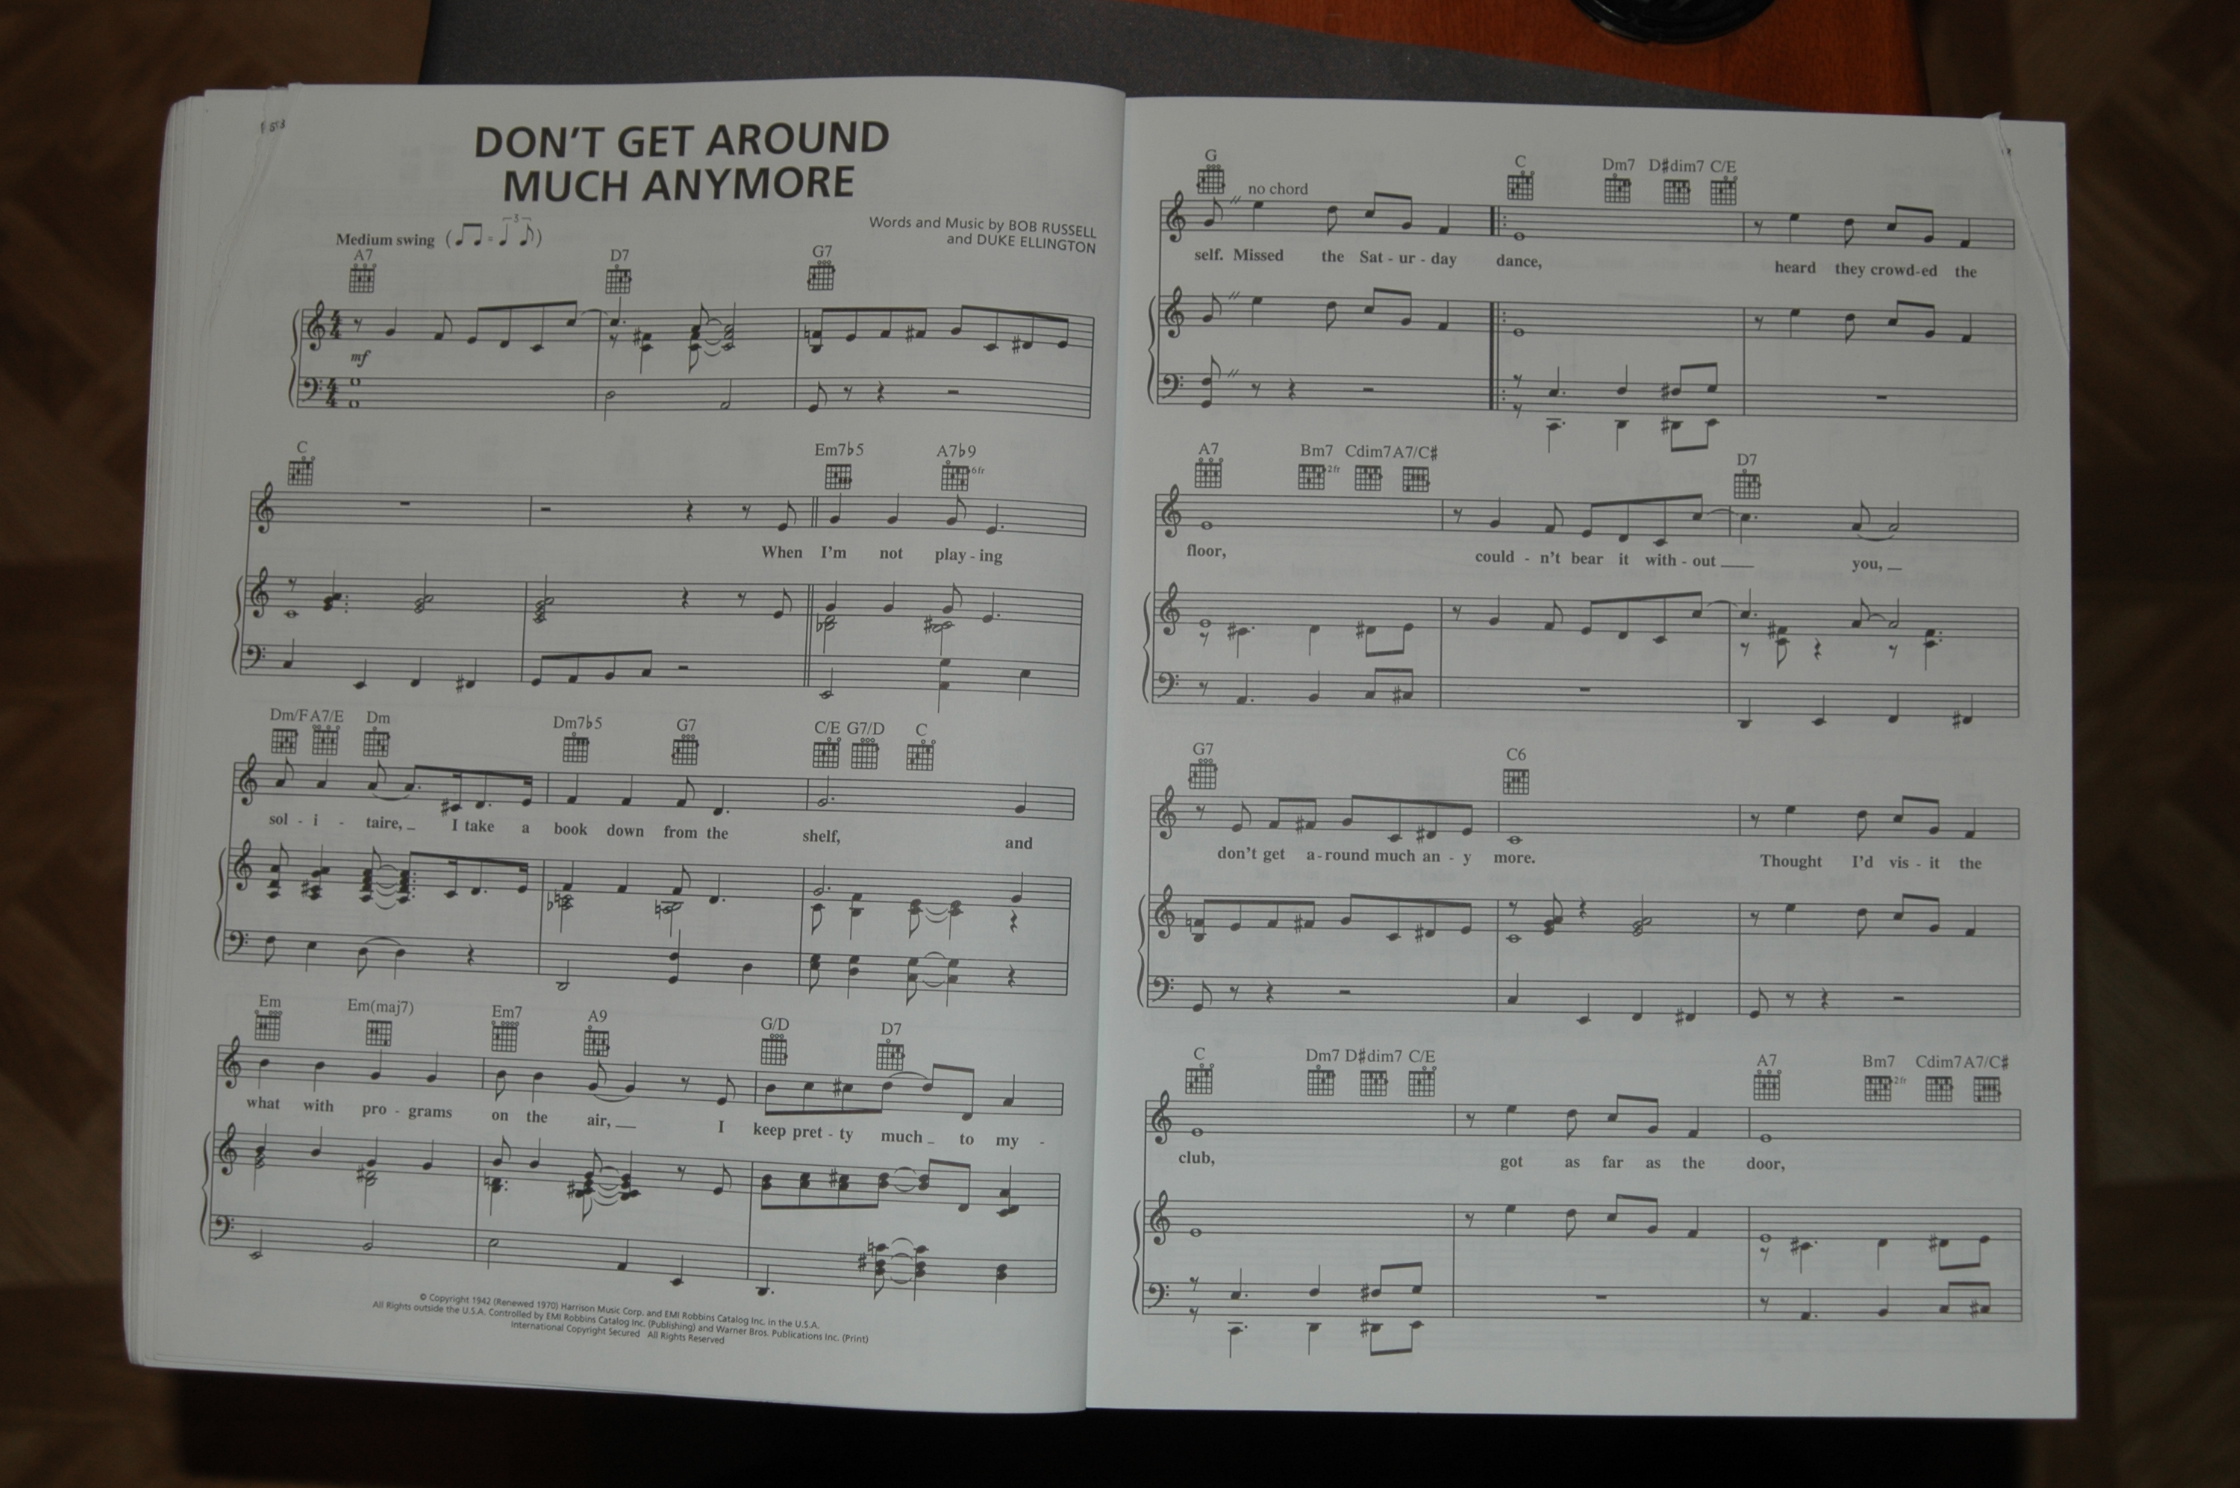 DON'T GET AROUND
MUCH ANYMORE
Words and Music by BOB RUSSELL
and DUKE ELLINGTON
Medium swing
3
A7 D7 G7
mf
C Em7♭5 A7♭9
6fr
When I'm not play - ing
Dm/F A7/E Dm Dm7♭5 G7 C/E G7/D C
sol - i - taire, _ I take a book down from the shelf, and
Em Em(maj7) Em7 A9 G/D D7
what with pro - grams on the air, __ I keep pret - ty much _ to my -
© Copyright 1942 (Renewed 1970) Harrison Music Corp. and EMI Robbins Catalog Inc. in the U.S.A.
All Rights outside the U.S.A. Controlled by EMI Robbins Catalog Inc. (Publishing) and Warner Bros. Publications Inc. (Print)
International Copyright Secured All Rights Reserved
G no chord C Dm7 D♯dim7 C/E
self. Missed the Sat - ur - day dance, heard they crowd-ed the
A7 Bm7 Cdim7 A7/C♯ D7
2fr
floor, could - n't bear it with - out ___ you, __
G7 C6
don't get a - round much an - y more. Thought I'd vis - it the
C Dm7 D♯dim7 C/E A7 Bm7 Cdim7 A7/C♯
2fr
club, got as far as the door,